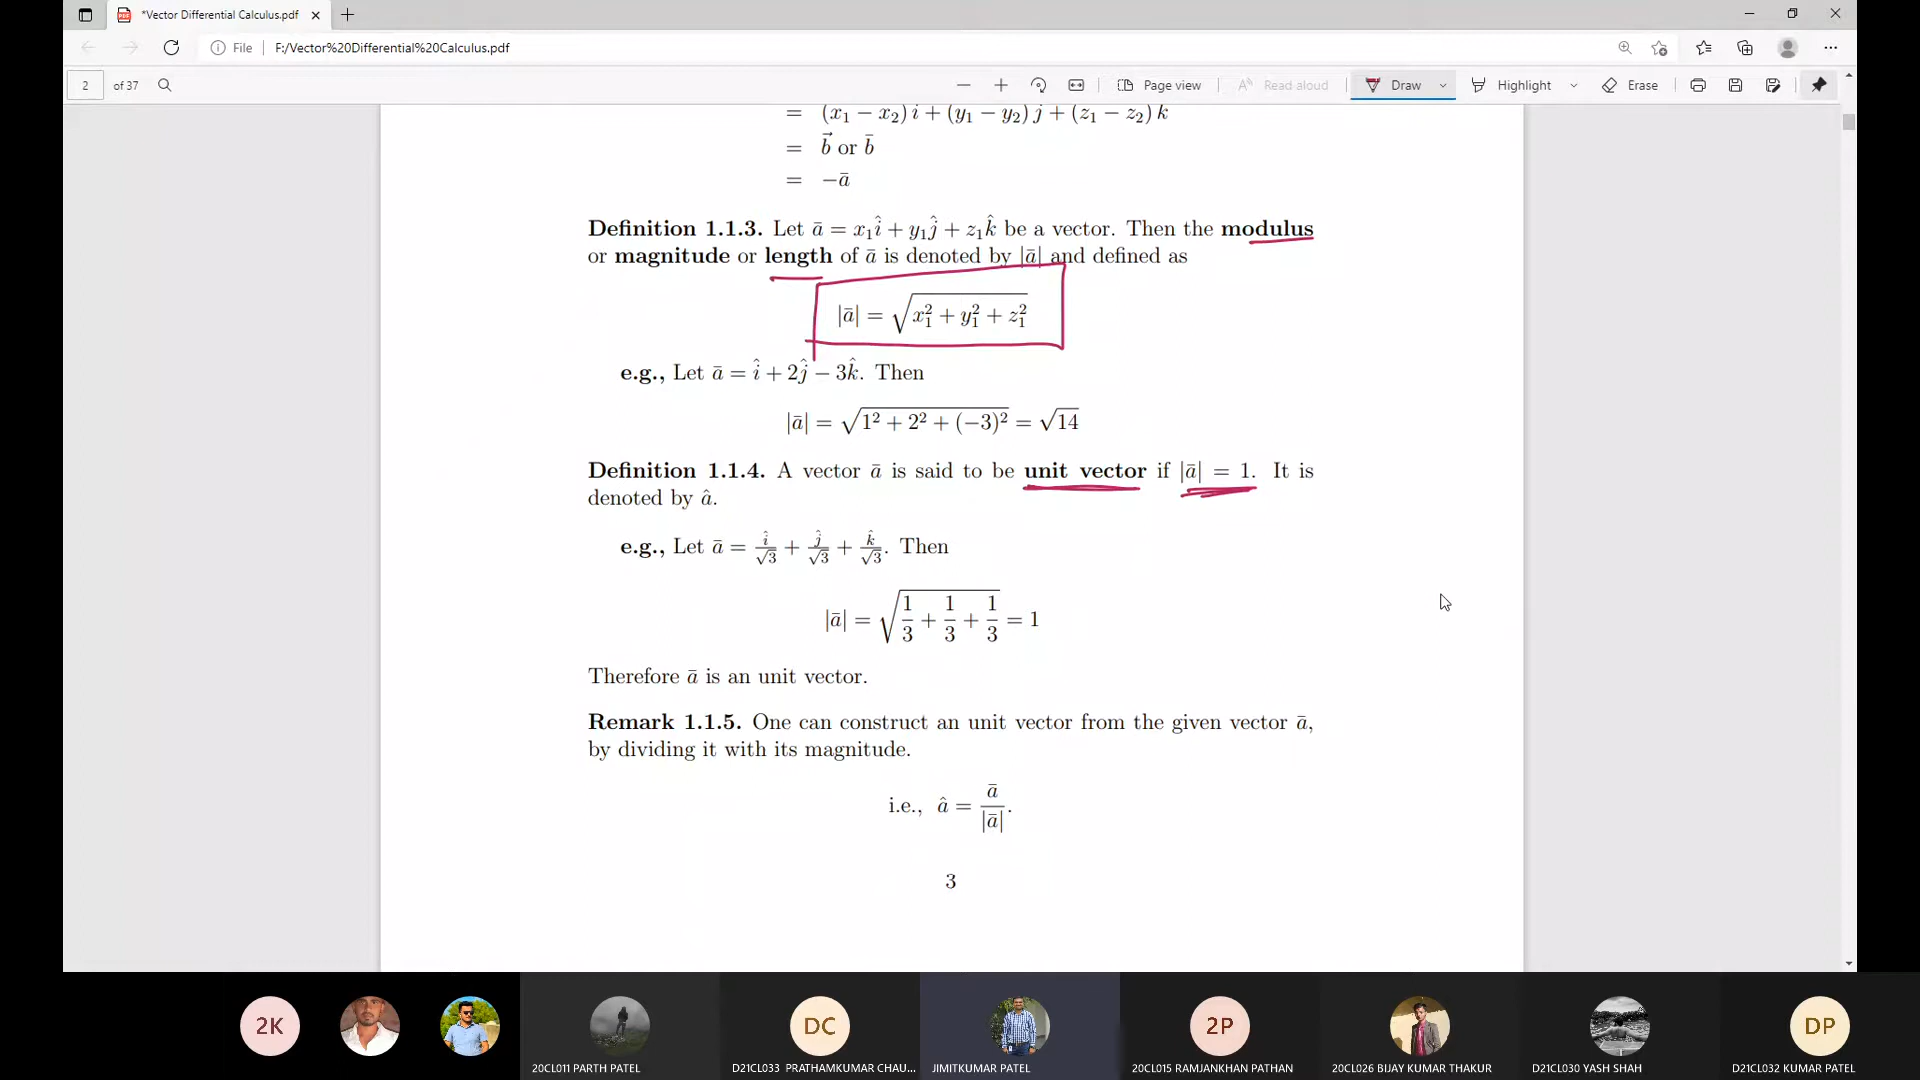 *Vector Differential Calculus.pdf
File F:/Vector%20Differential%20Calculus.pdf
2 of 37 Page view Read aloud Draw Highlight Erase
= (x₁ − x₂) i + (y₁ − y₂) j + (z₁ − z₂) k
= b⃗ or b̄
= −ā
Definition 1.1.3. Let ā = x₁î + y₁ĵ + z₁k̂ be a vector. Then the modulus
or magnitude or length of ā is denoted by |ā| and defined as
|ā| = √(x₁² + y₁² + z₁²)
e.g., Let ā = î + 2ĵ − 3k̂. Then
|ā| = √(1² + 2² + (−3)²) = √14
Definition 1.1.4. A vector ā is said to be unit vector if |ā| = 1. It is
denoted by â.
e.g., Let ā = î/√3 + ĵ/√3 + k̂/√3. Then
|ā| = √(1/3 + 1/3 + 1/3) = 1
Therefore ā is an unit vector.
Remark 1.1.5. One can construct an unit vector from the given vector ā,
by dividing it with its magnitude.
i.e., â = ā/|ā|.
3
2K DC 2P DP
20CL011 PARTH PATEL D21CL033 PRATHAMKUMAR CHAU... JIMITKUMAR PATEL 20CL015 RAMJANKHAN PATHAN 20CL026 BIJAY KUMAR THAKUR D21CL030 YASH SHAH D21CL032 KUMAR PATEL